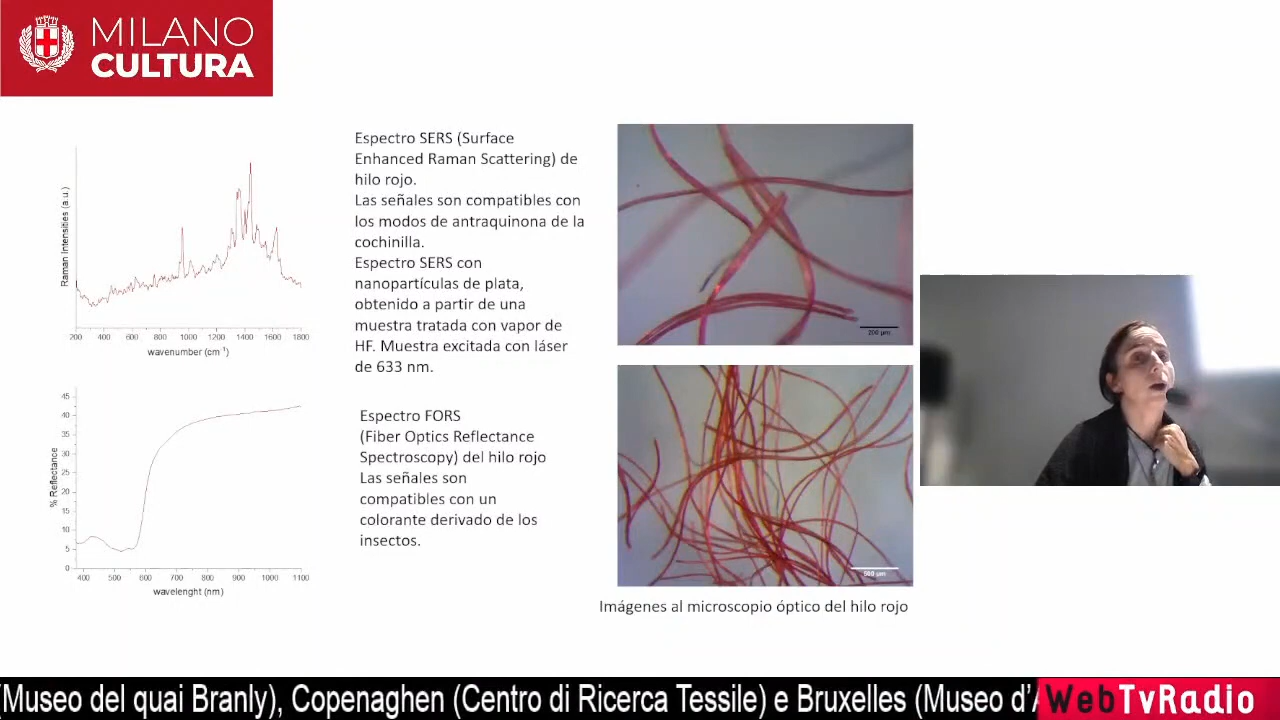 MILANO
CULTURA
Raman Intensities (a.u.)
200 400 600 800 1000 1200 1400 1600 1800
wavenumber (cm⁻¹)
Espectro SERS (Surface
Enhanced Raman Scattering) de
hilo rojo.
Las señales son compatibles con
los modos de antraquinona de la
cochinilla.
Espectro SERS con
nanopartículas de plata,
obtenido a partir de una
muestra tratada con vapor de
HF. Muestra excitada con láser
de 633 nm.
200 µm
% Reflectance
45
40
35
30
25
20
15
10
5
0
400 500 600 700 800 900 1000 1100
wavelenght (nm)
Espectro FORS
(Fiber Optics Reflectance
Spectroscopy) del hilo rojo
Las señales son
compatibles con un
colorante derivado de los
insectos.
500 µm
Imágenes al microscopio óptico del hilo rojo
(Museo del quai Branly), Copenaghen (Centro di Ricerca Tessile) e Bruxelles (Museo d'A
WebTvRadio